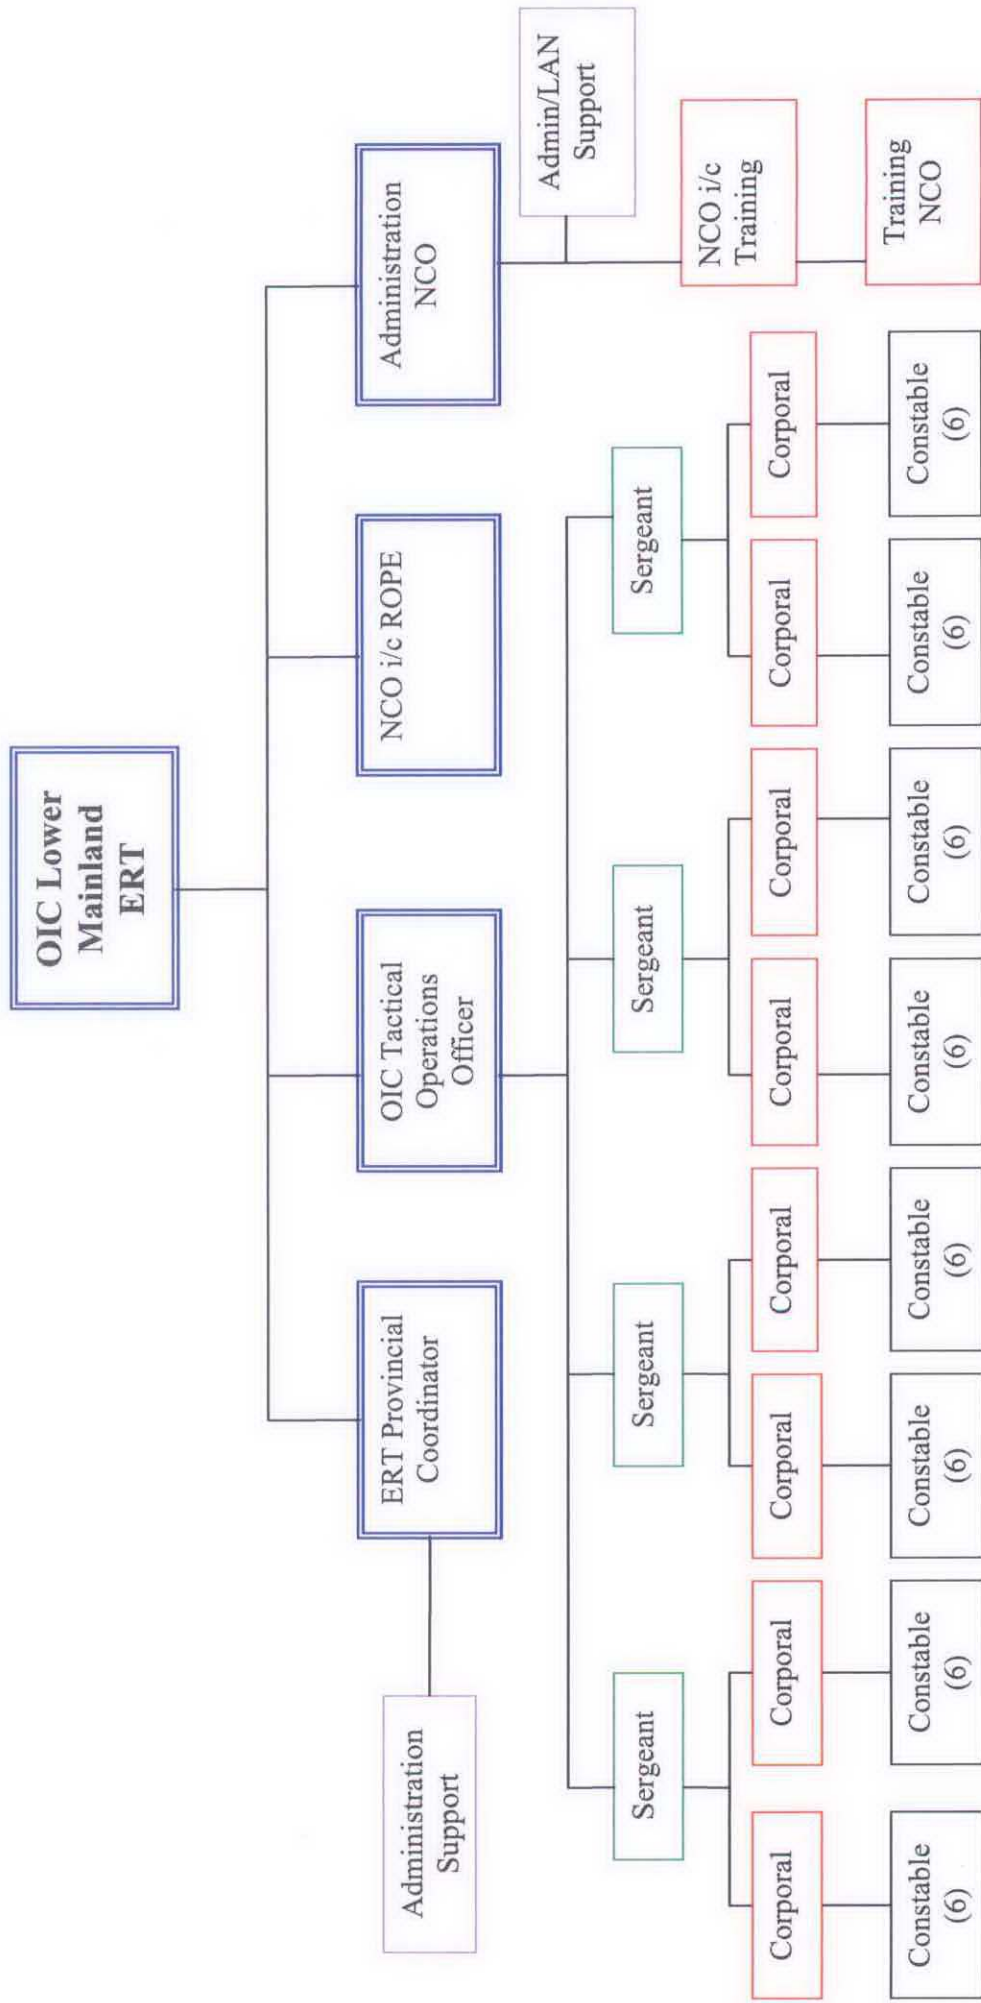 OIC Lower
Mainland
ERT
ERT Provincial
Coordinator
OIC Tactical
Operations
Officer
NCO i/c ROPE
Administration
NCO
Administration
Support
Admin/LAN
Support
Sergeant
Sergeant
Sergeant
Sergeant
NCO i/c
Training
Corporal
Corporal
Corporal
Corporal
Corporal
Corporal
Corporal
Corporal
Training
NCO
Constable
(6)
Constable
(6)
Constable
(6)
Constable
(6)
Constable
(6)
Constable
(6)
Constable
(6)
Constable
(6)